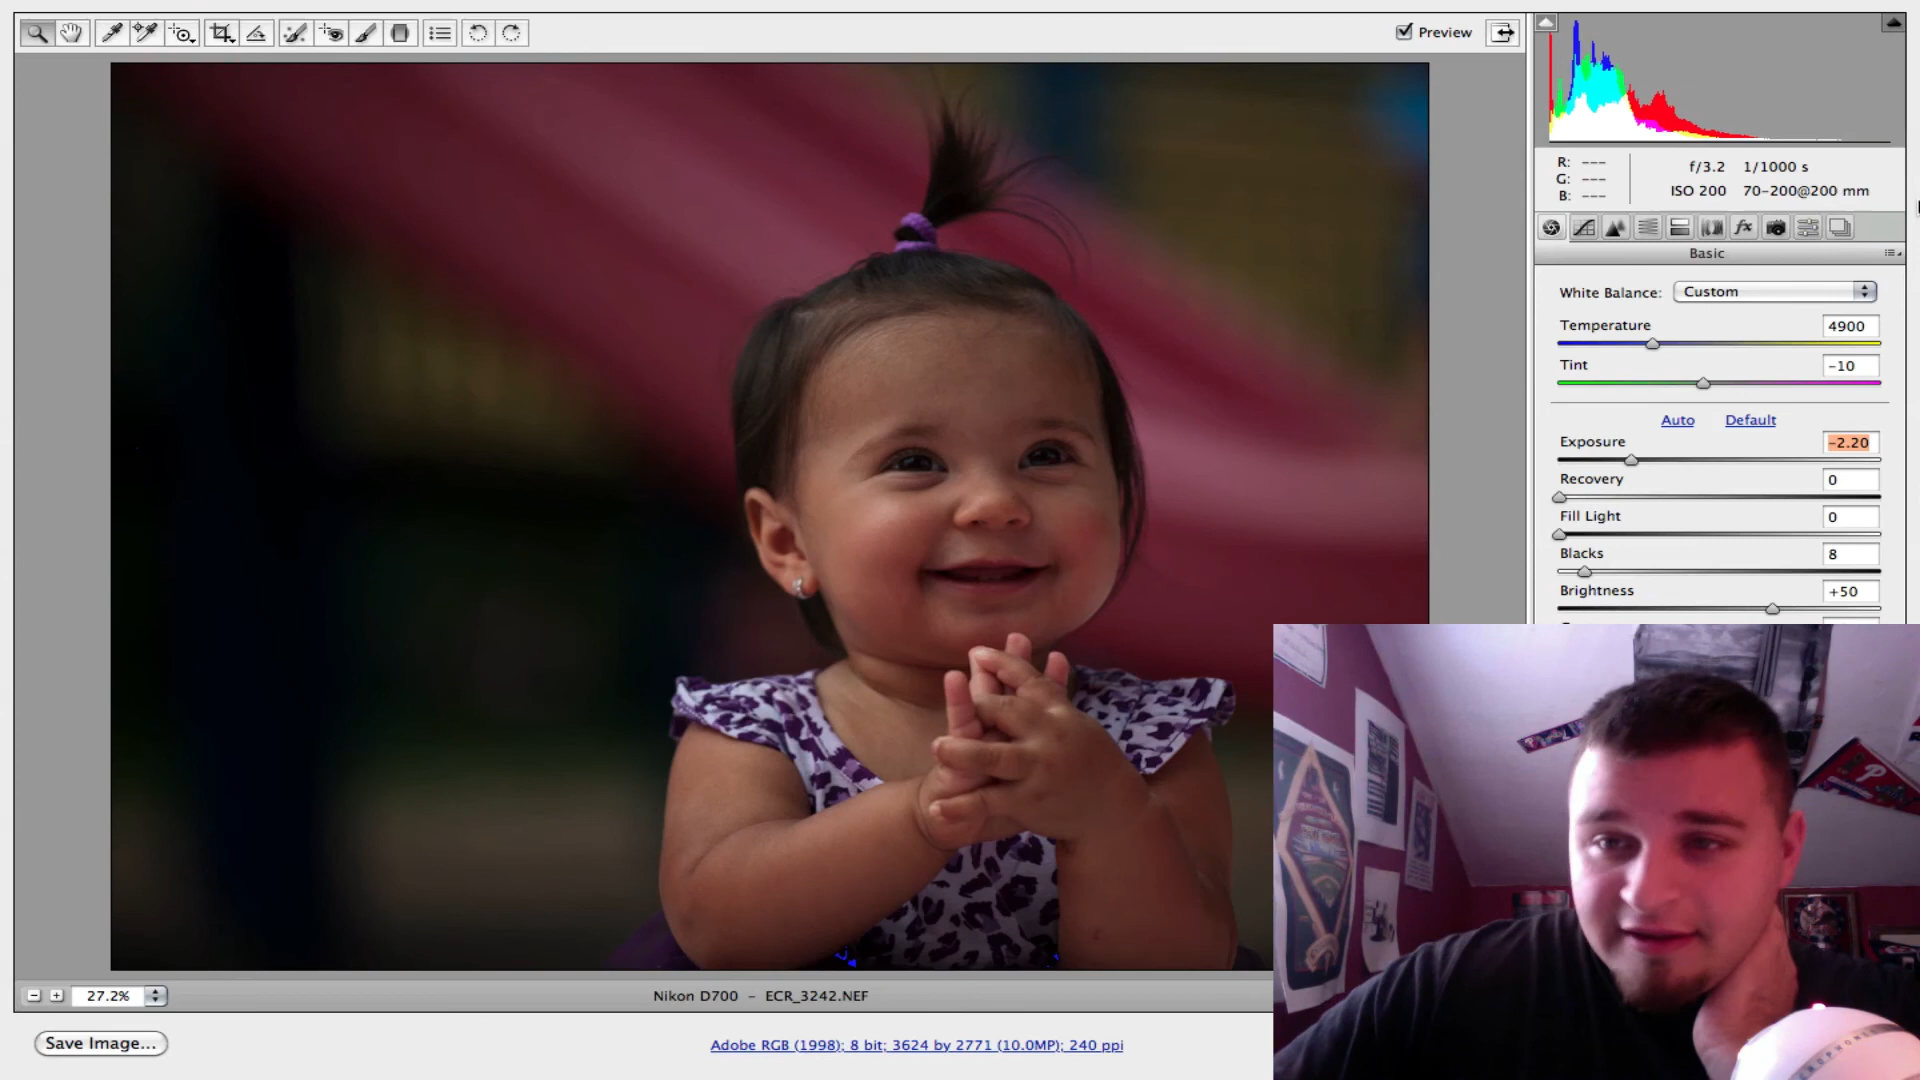 Preview
R: ---
G: ---
B: ---
f/3.2 1/1000 s
ISO 200 70-200@200 mm
fx
Basic
White Balance: Custom
Temperature 4900
Tint -10
Auto Default
Exposure -2.20
Recovery 0
Fill Light 0
Blacks 8
Brightness +50
27.2%
Nikon D700 - ECR_3242.NEF
Save Image...
Adobe RGB (1998); 8 bit; 3624 by 2771 (10.0MP); 240 ppi
P